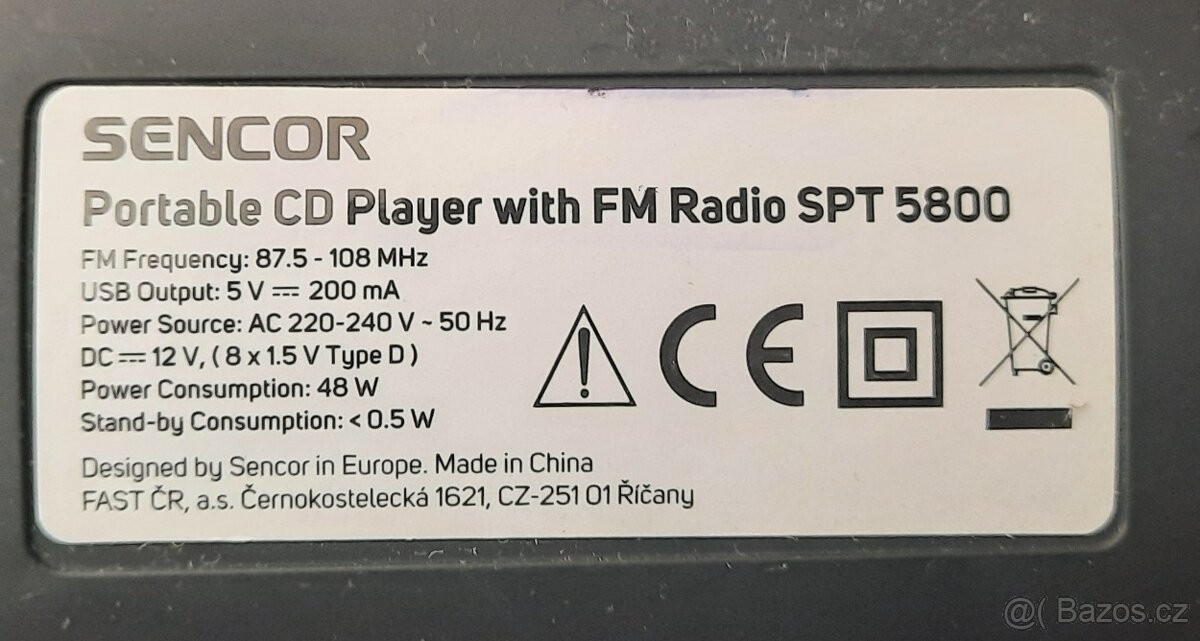 SENCOR
Portable CD Player with FM Radio SPT 5800
FM Frequency: 87.5 - 108 MHz
USB Output: 5 V ⎓ 200 mA
Power Source: AC 220-240 V ~ 50 Hz
DC ⎓ 12 V, ( 8 x 1.5 V Type D )
Power Consumption: 48 W
Stand-by Consumption: < 0.5 W
CE
Designed by Sencor in Europe. Made in China
FAST ČR, a.s. Černokostelecká 1621, CZ-251 01 Říčany
@( Bazos.cz